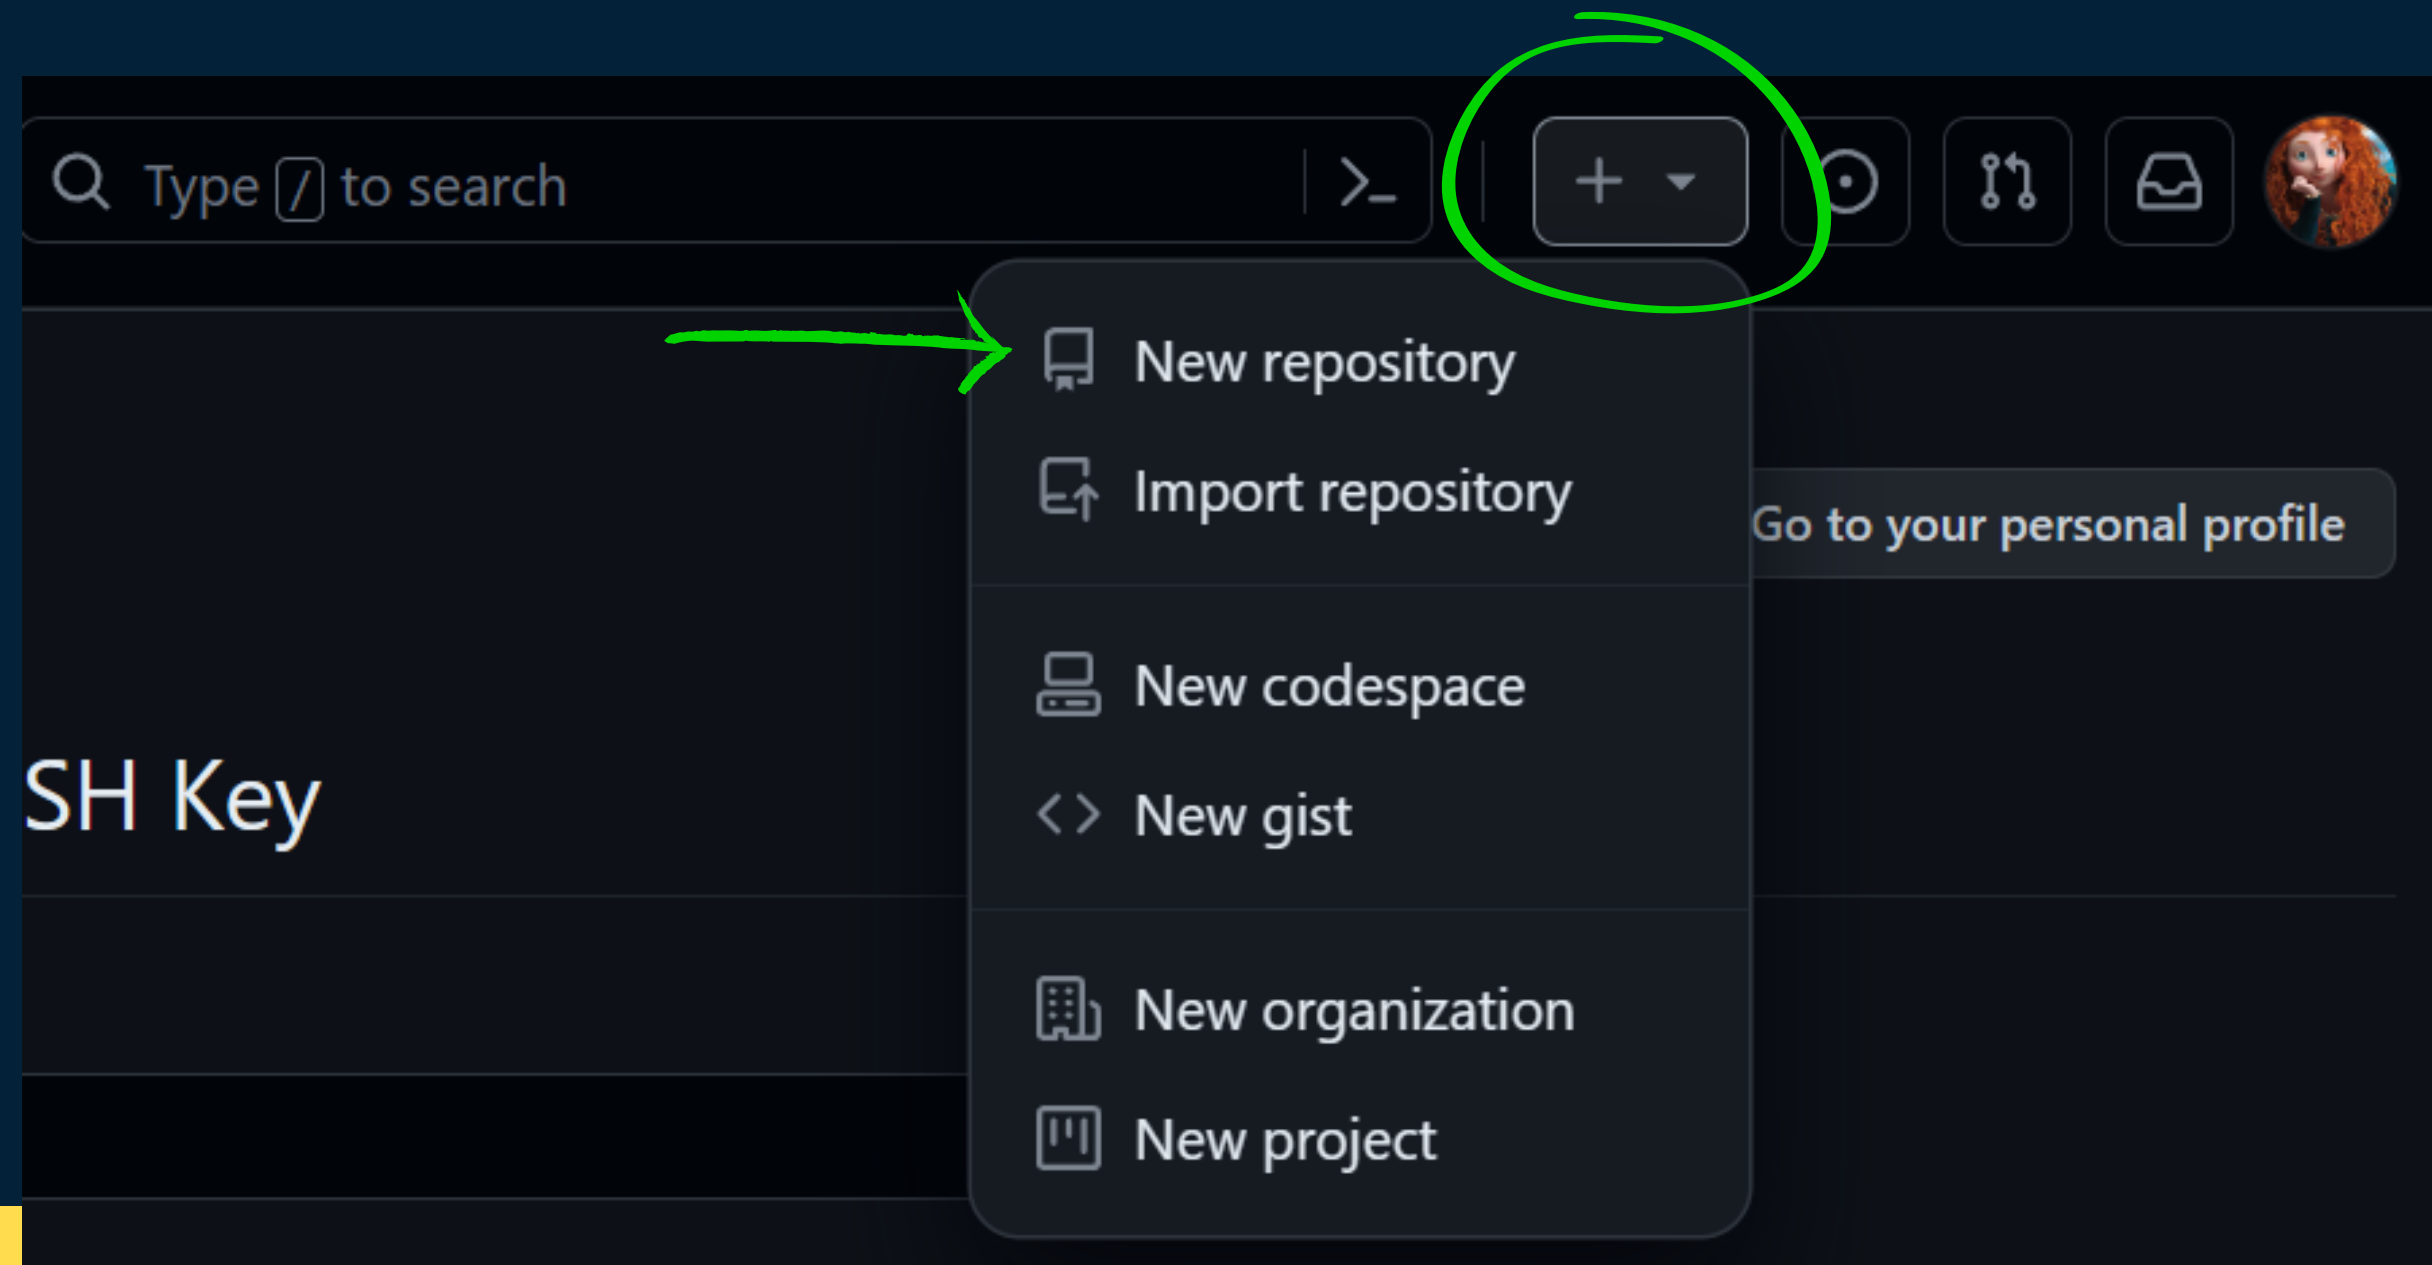 Type / to search
New repository
Import repository
Go to your personal profile
New codespace
SH Key
New gist
New organization
New project